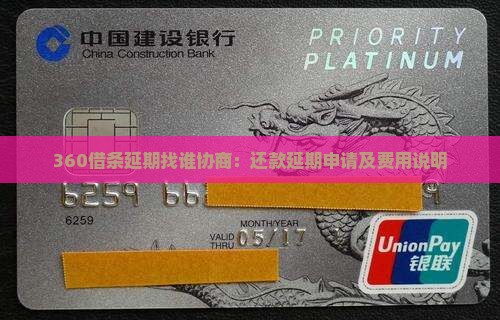 中国建设银行
China Construction Bank
PRIORITY
PLATINUM
360借条延期找谁协商：还款延期申请及费用说明
6259 66
9
6259
MONTH/YEAR
VALID THRU 05/17
UnionPay
银联